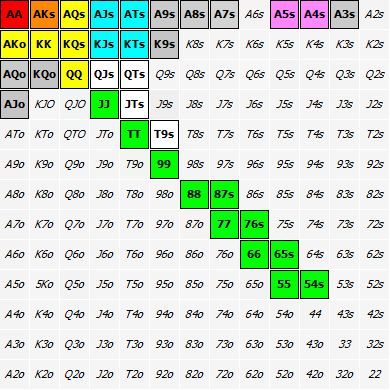 AA AKs AQs AJs ATs A9s A8s A7s A6s A5s A4s A3s A2s
AKo KK KQs KJs KTs K9s K8s K7s K6s K5s K4s K3s K2s
AQo KQo QQ QJs QTs Q9s Q8s Q7s Q6s Q5s Q4s Q3s Q2s
AJo KJO QJO JJ JTs J9s J8s J7s J6s J5s J4s J3s J2s
ATo KTo QTO JTo TT T9s T8s T7s T6s T5s T4s T3s T2s
A9o K9o Q9o J9o T9o 99 98s 97s 96s 95s 94s 93s 92s
A8o K8o Q8o J8o T8o 98o 88 87s 86s 85s 84s 83s 82s
A7o K7o Q7o J7o T7o 97o 87o 77 76s 75s 74s 73s 72s
A6o K6o Q6o J6o T6o 96o 86o 76o 66 65s 64s 63s 62s
A5o 5Ko Q5o J5o T5o 95o 85o 75o 65o 55 54s 53s 52s
A4o K4o Q4o J4o T4o 94o 84o 74o 64o 54o 44 43s 42s
A3o K3o Q3o J3o T3o 93o 83o 73o 63o 53o 43o 33 32s
A2o K2o Q2o J2o T2o 92o 82o 72o 62o 52o 42o 32o 22